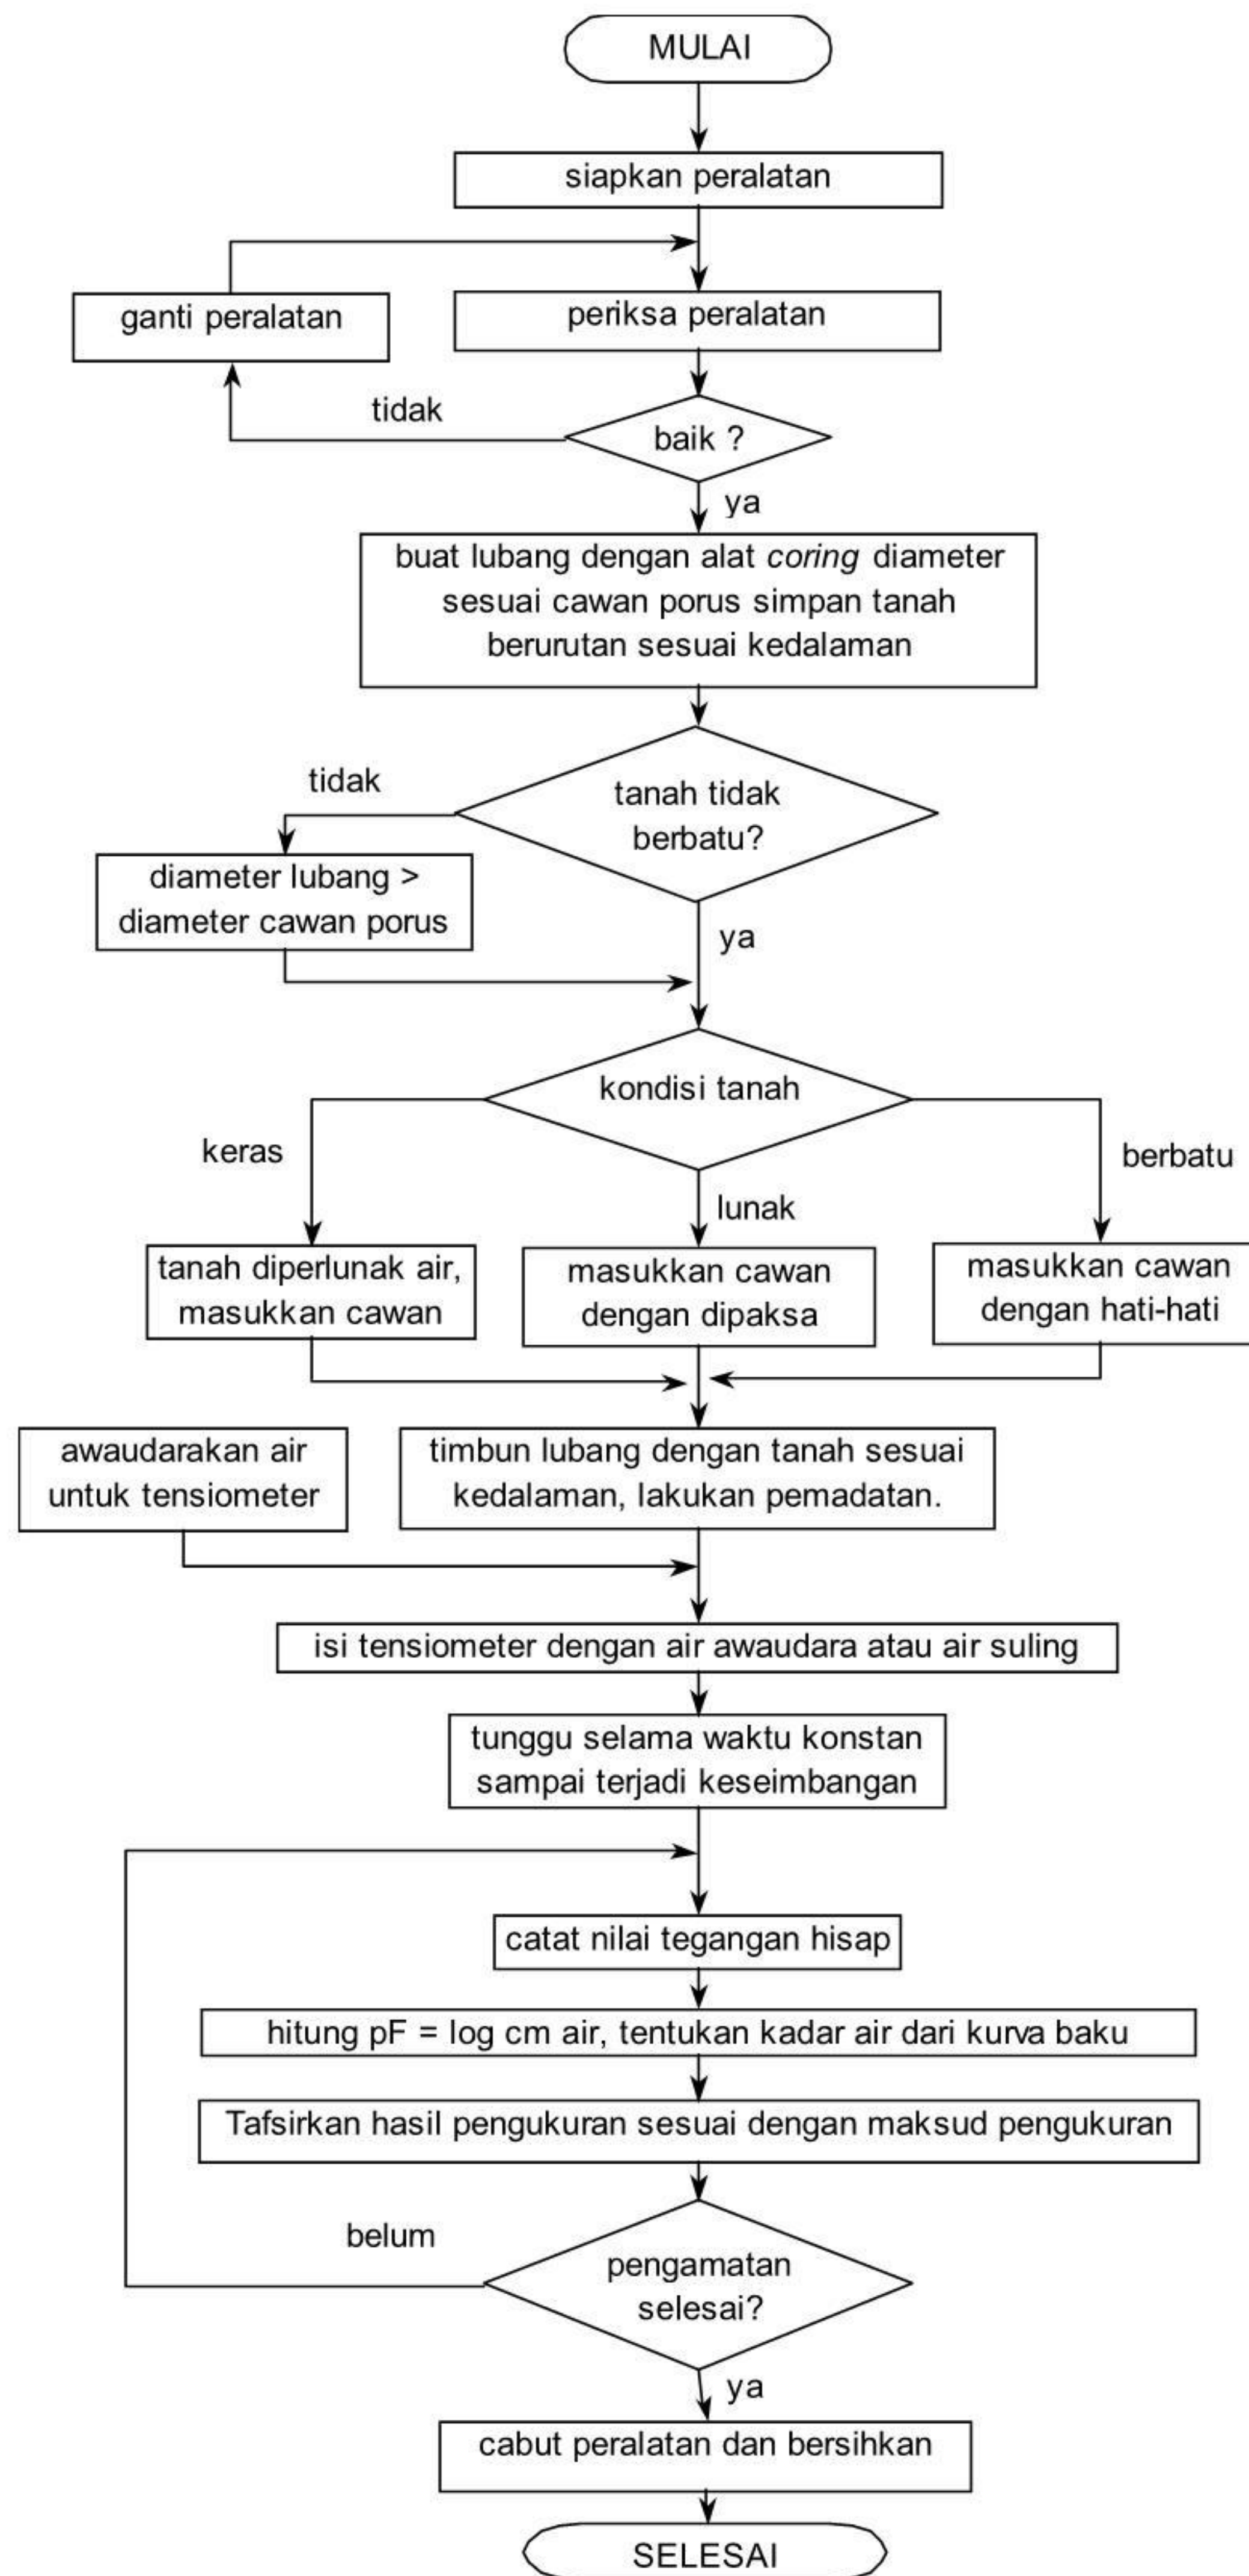 MULAI
siapkan peralatan
ganti peralatan
periksa peralatan
tidak
baik ?
ya
buat lubang dengan alat coring diameter
sesuai cawan porus simpan tanah
berurutan sesuai kedalaman
tidak
tanah tidak
berbatu?
diameter lubang >
diameter cawan porus
ya
kondisi tanah
keras
berbatu
lunak
tanah diperlunak air,
masukkan cawan
masukkan cawan
dengan dipaksa
masukkan cawan
dengan hati-hati
awaudarakan air
untuk tensiometer
timbun lubang dengan tanah sesuai
kedalaman, lakukan pemadatan.
isi tensiometer dengan air awaudara atau air suling
tunggu selama waktu konstan
sampai terjadi keseimbangan
catat nilai tegangan hisap
hitung pF = log cm air, tentukan kadar air dari kurva baku
Tafsirkan hasil pengukuran sesuai dengan maksud pengukuran
belum
pengamatan
selesai?
ya
cabut peralatan dan bersihkan
SELESAI